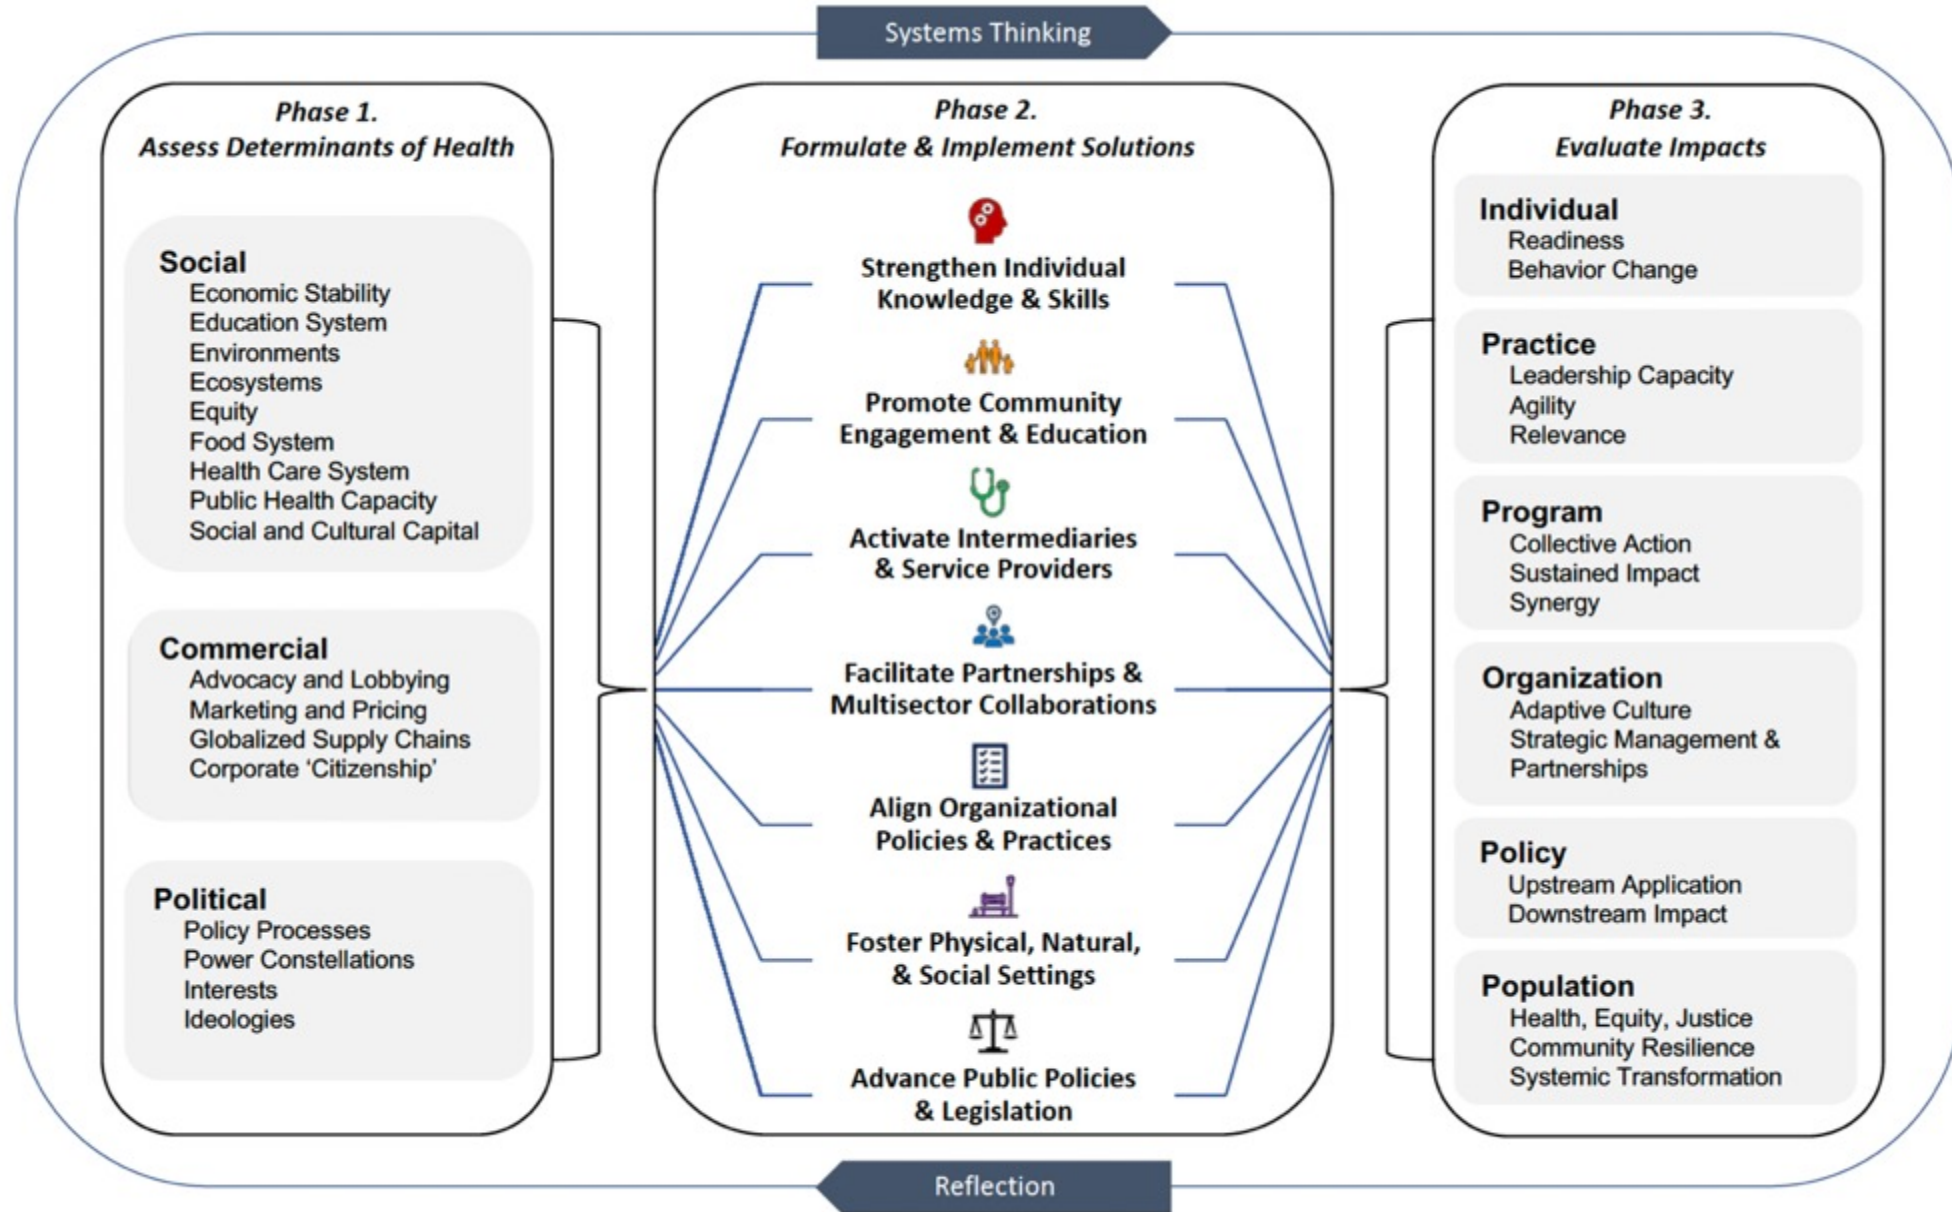 Systems Thinking
Phase 1.
Assess Determinants of Health
Social
Economic Stability
Education System
Environments
Ecosystems
Equity
Food System
Health Care System
Public Health Capacity
Social and Cultural Capital
Commercial
Advocacy and Lobbying
Marketing and Pricing
Globalized Supply Chains
Corporate ‘Citizenship’
Political
Policy Processes
Power Constellations
Interests
Ideologies
Phase 2.
Formulate & Implement Solutions
Strengthen Individual
Knowledge & Skills
Promote Community
Engagement & Education
Activate Intermediaries
& Service Providers
Facilitate Partnerships &
Multisector Collaborations
Align Organizational
Policies & Practices
Foster Physical, Natural,
& Social Settings
Advance Public Policies
& Legislation
Phase 3.
Evaluate Impacts
Individual
Readiness
Behavior Change
Practice
Leadership Capacity
Agility
Relevance
Program
Collective Action
Sustained Impact
Synergy
Organization
Adaptive Culture
Strategic Management &
Partnerships
Policy
Upstream Application
Downstream Impact
Population
Health, Equity, Justice
Community Resilience
Systemic Transformation
Reflection